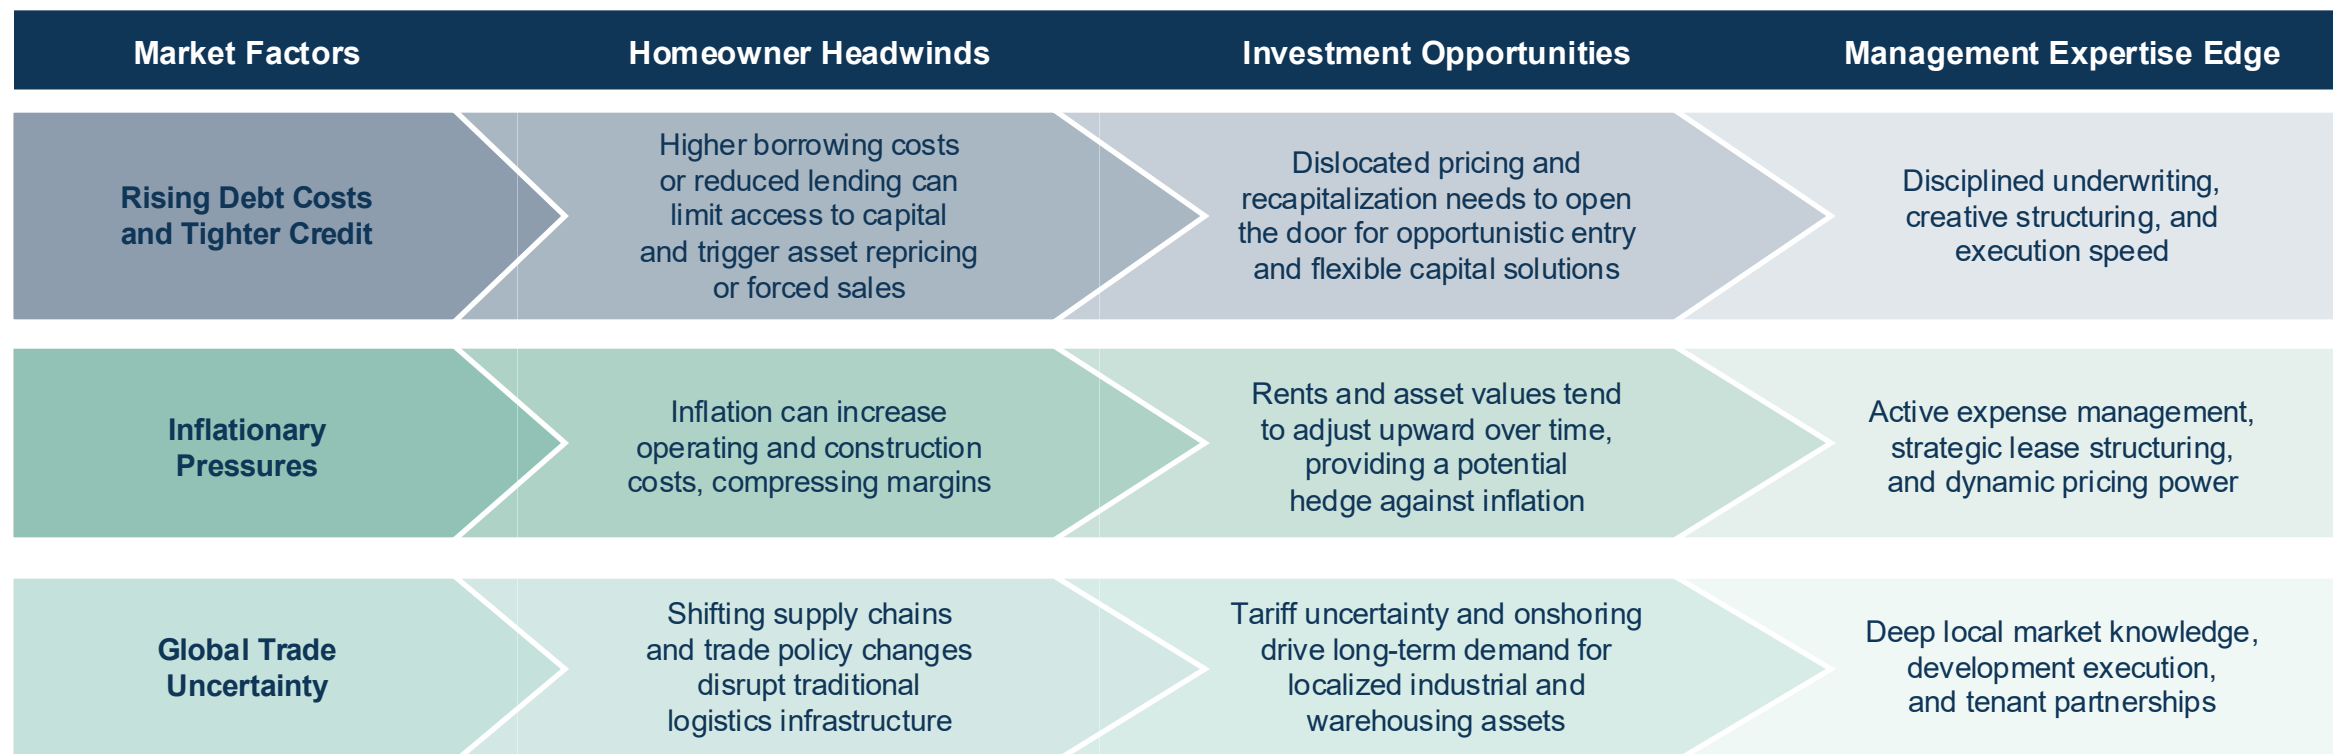 Market Factors
Homeowner Headwinds
Investment Opportunities
Management Expertise Edge
Rising Debt Costs
and Tighter Credit
Higher borrowing costs
or reduced lending can
limit access to capital
and trigger asset repricing
or forced sales
Dislocated pricing and
recapitalization needs to open
the door for opportunistic entry
and flexible capital solutions
Disciplined underwriting,
creative structuring, and
execution speed
Inflationary
Pressures
Inflation can increase
operating and construction
costs, compressing margins
Rents and asset values tend
to adjust upward over time,
providing a potential
hedge against inflation
Active expense management,
strategic lease structuring,
and dynamic pricing power
Global Trade
Uncertainty
Shifting supply chains
and trade policy changes
disrupt traditional
logistics infrastructure
Tariff uncertainty and onshoring
drive long-term demand for
localized industrial and
warehousing assets
Deep local market knowledge,
development execution,
and tenant partnerships